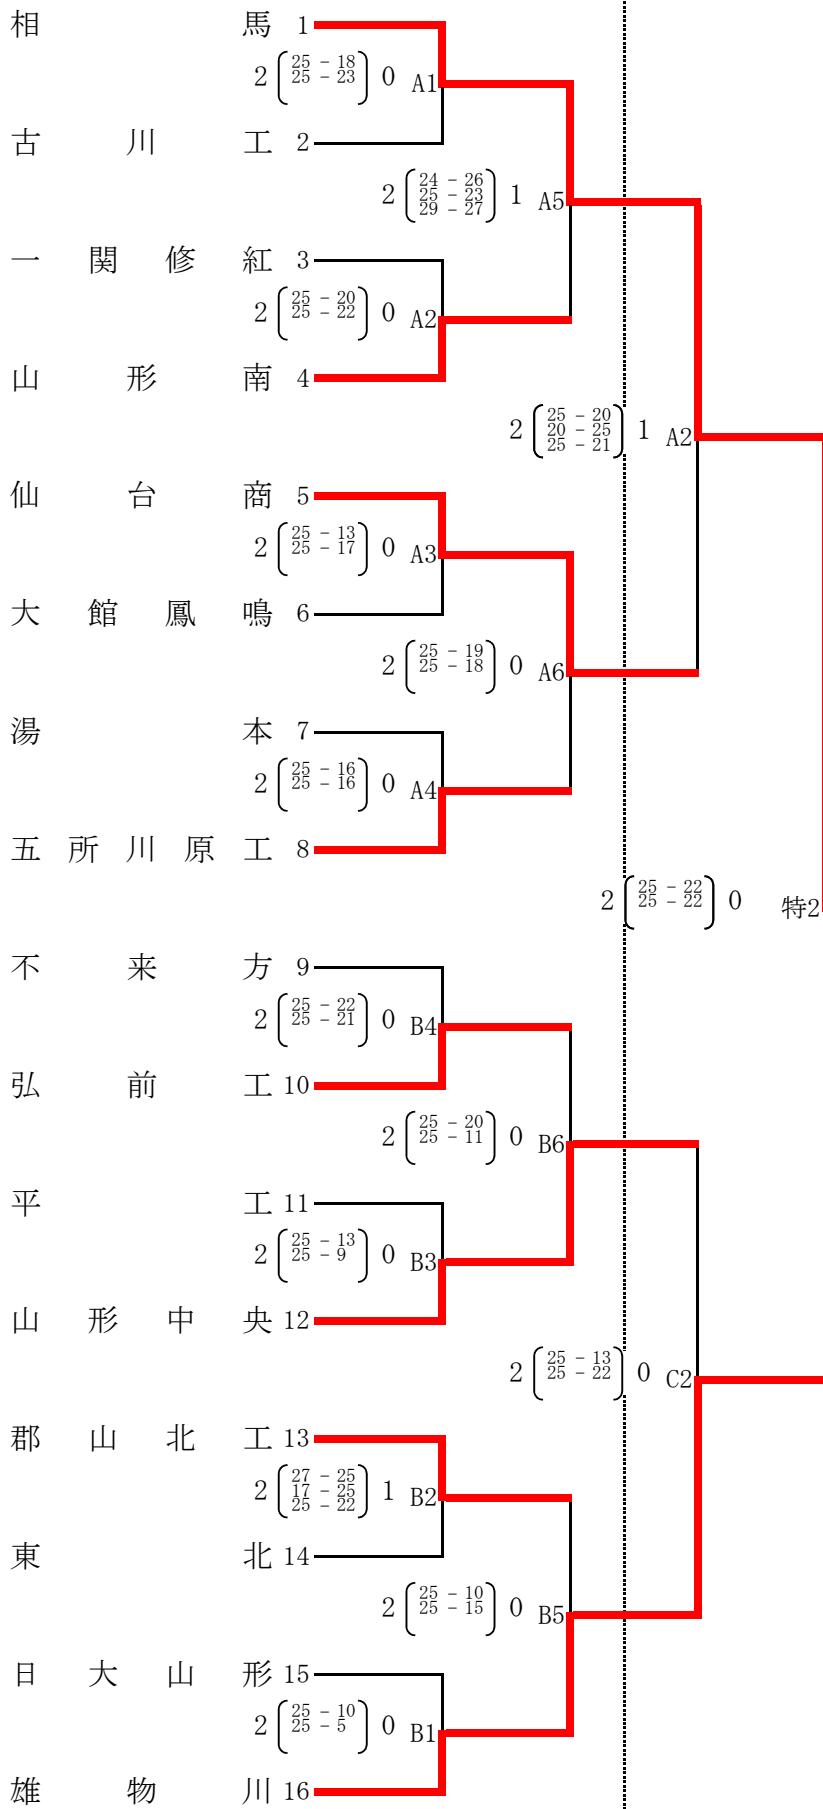 相馬 1
2 25 - 18 0 A1
25 - 23
古川工 2
2 24 - 26 1 A5
25 - 23
29 - 27
一関修紅 3
2 25 - 20 0 A2
25 - 22
山形南 4
2 25 - 20 1 A2
20 - 25
25 - 21
仙台商 5
2 25 - 13 0 A3
25 - 17
大館鳳鳴 6
2 25 - 19 0 A6
25 - 18
湯本 7
2 25 - 16 0 A4
25 - 16
五所川原工 8
2 25 - 22 0 特2
25 - 22
不来方 9
2 25 - 22 0 B4
25 - 21
弘前工 10
2 25 - 20 0 B6
25 - 11
平工 11
2 25 - 13 0 B3
25 - 9
山形中央 12
2 25 - 13 0 C2
25 - 22
郡山北工 13
2 27 - 25 1 B2
17 - 25
25 - 22
東北 14
2 25 - 10 0 B5
25 - 15
日大山形 15
2 25 - 10 0 B1
25 - 5
雄物川 16